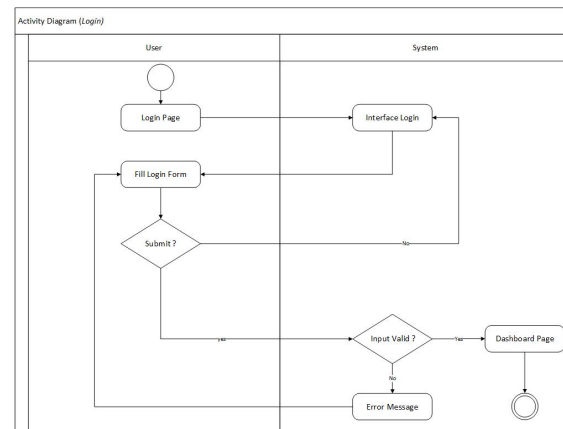 Activity Diagram (Login)
User
System
Login Page
Interface Login
Fill Login Form
Submit ?
No
yes
Input Valid ?
Yes
Dashboard Page
No
Error Message